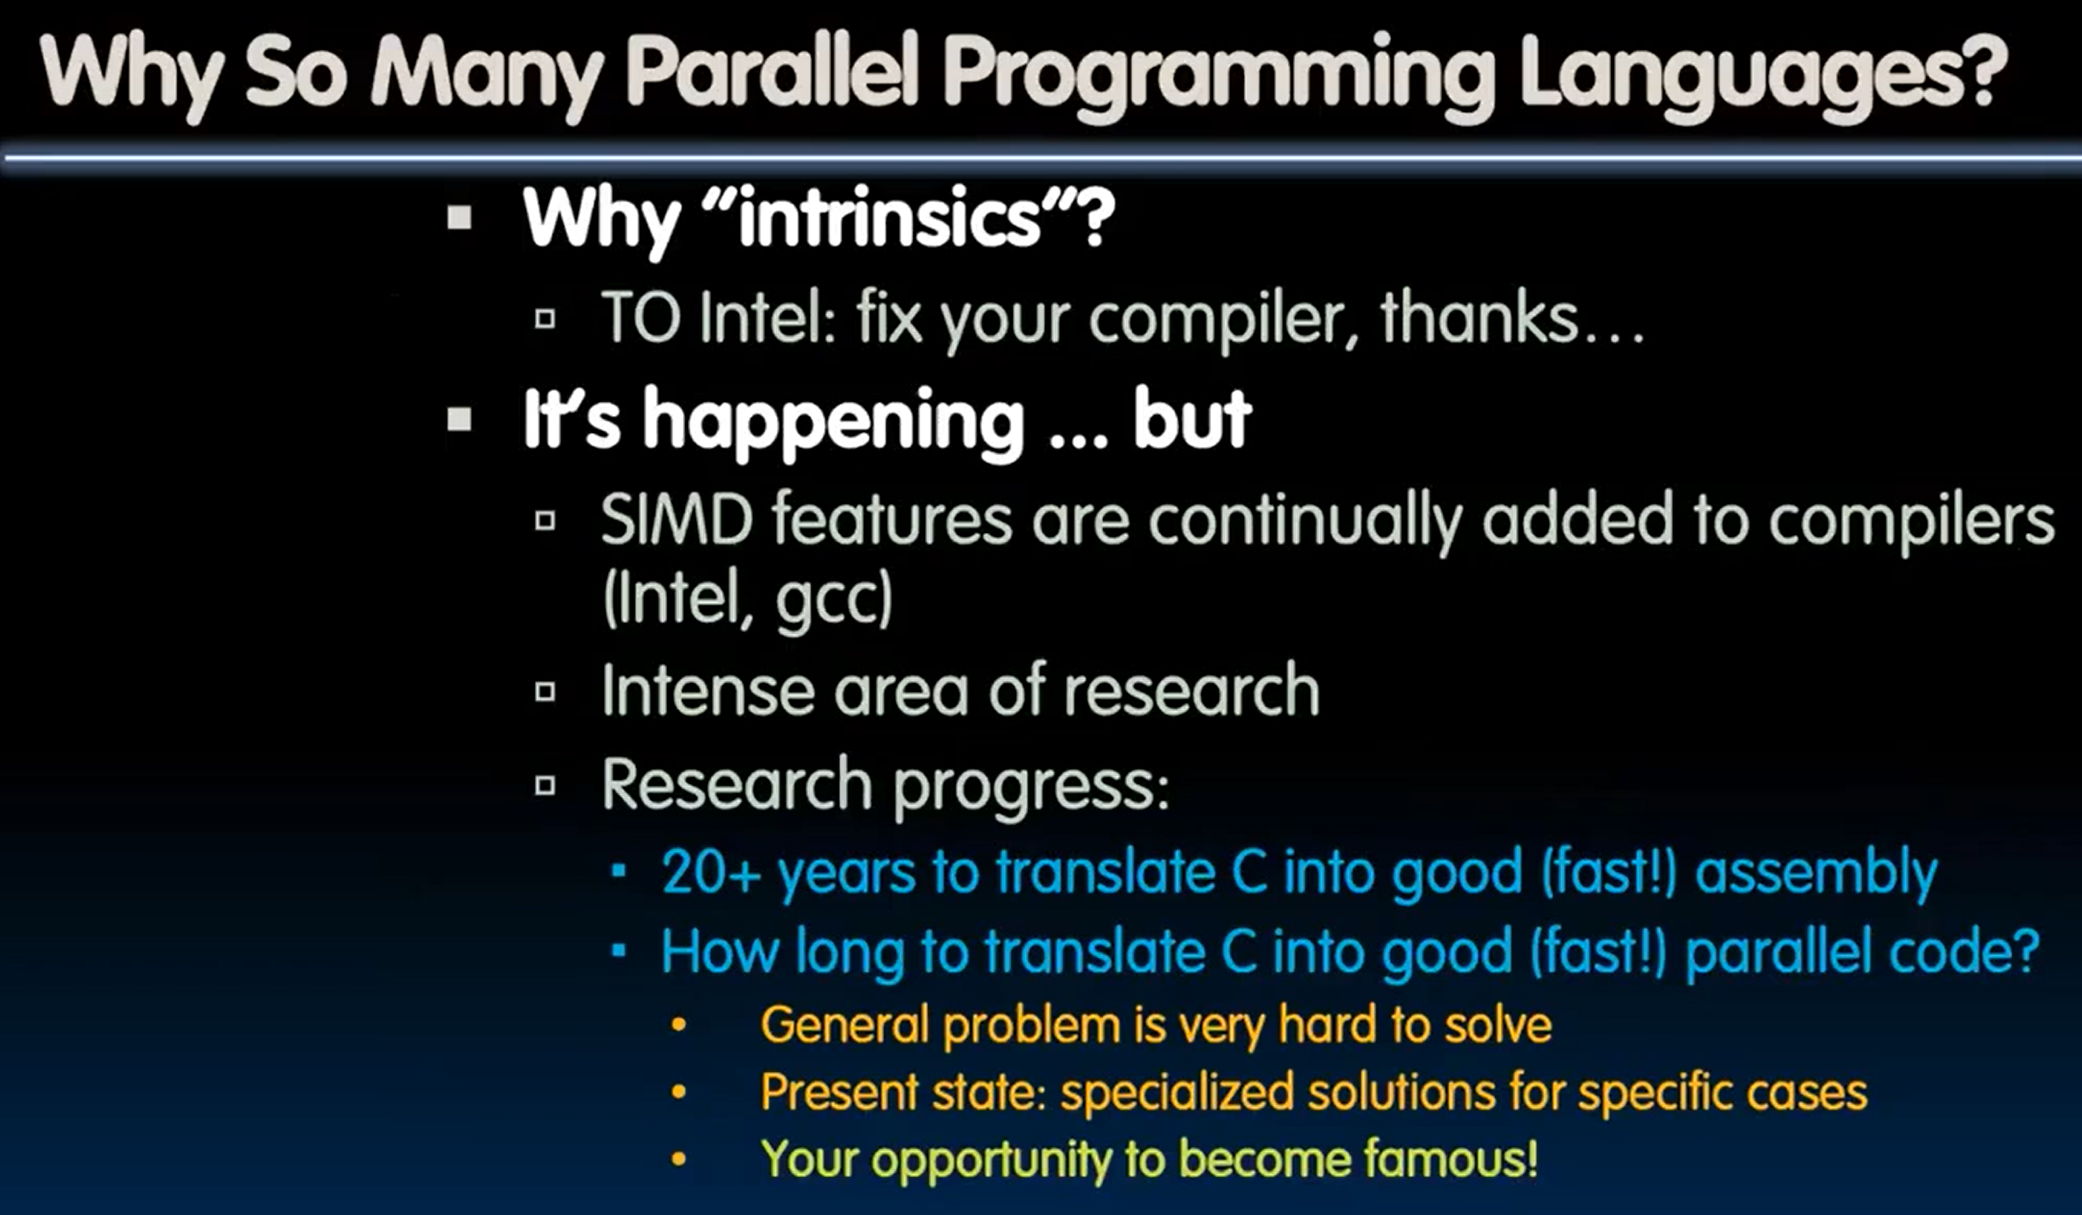 Why So Many Parallel Programming Languages?
Why “intrinsics”?
TO Intel: fix your compiler, thanks…
It’s happening ... but
SIMD features are continually added to compilers
(Intel, gcc)
Intense area of research
Research progress:
20+ years to translate C into good (fast!) assembly
How long to translate C into good (fast!) parallel code?
General problem is very hard to solve
Present state: specialized solutions for specific cases
Your opportunity to become famous!